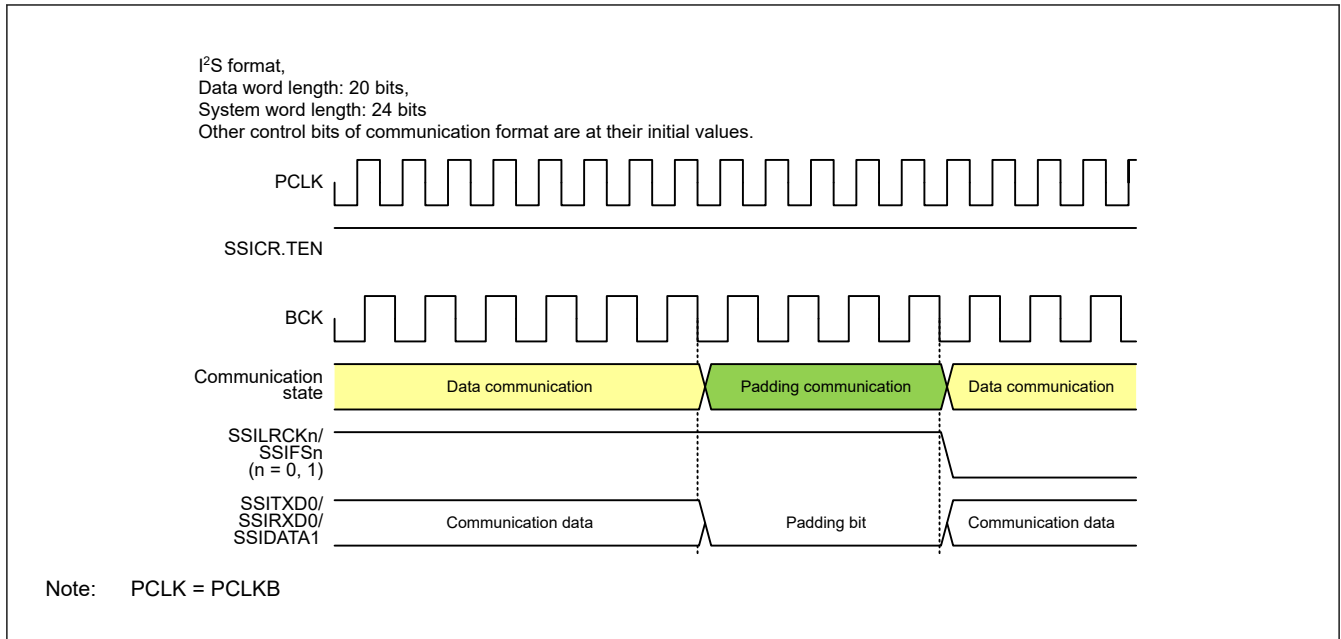 I²S format,
Data word length: 20 bits,
System word length: 24 bits
Other control bits of communication format are at their initial values.
PCLK
SSICR.TEN
BCK
Communication
state
Data communication
Padding communication
Data communication
SSILRCKn/
SSIFSn
(n = 0, 1)
SSITXD0/
SSIRXD0/
SSIDATA1
Communication data
Padding bit
Communication data
Note: PCLK = PCLKB